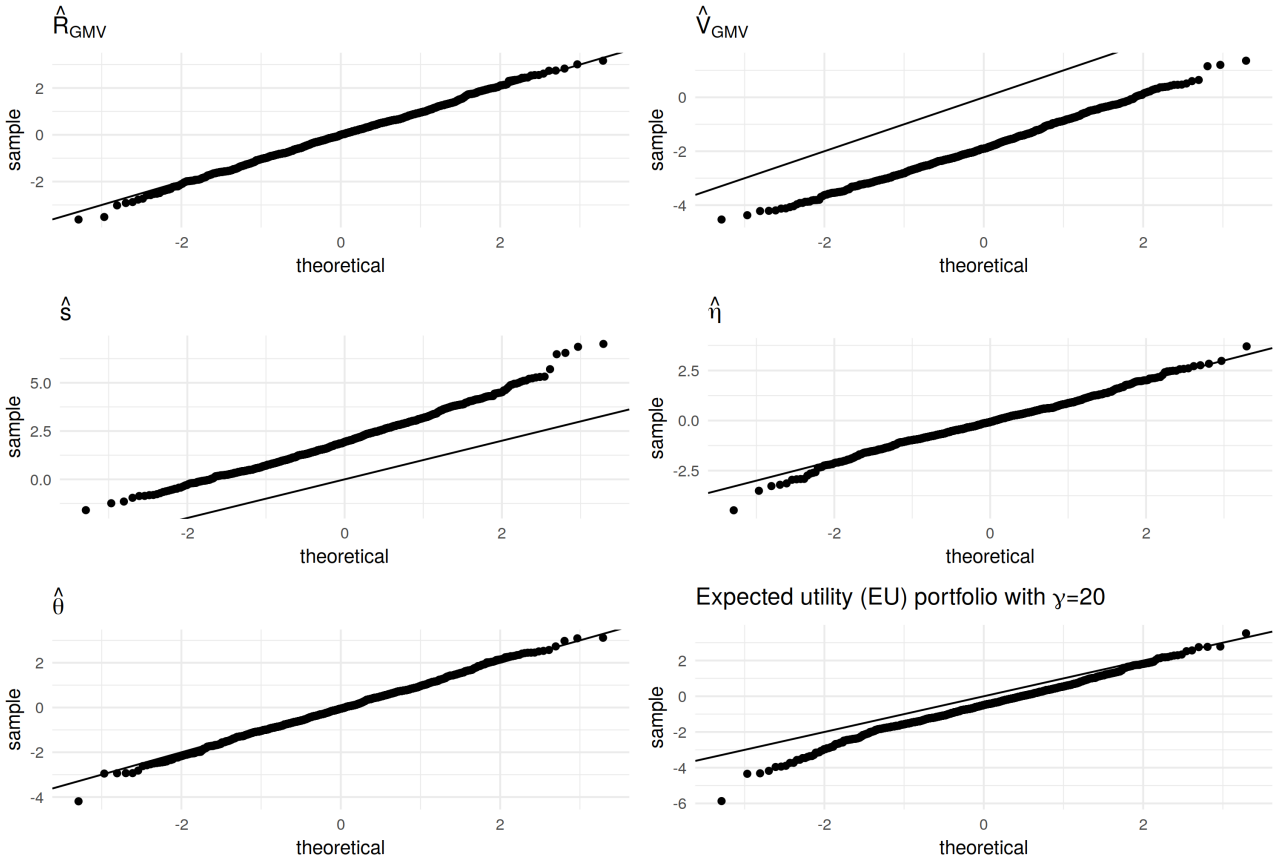 R̂GMV
2
0
-2
sample
-2
0
2
theoretical
V̂GMV
0
-2
-4
sample
-2
0
2
theoretical
ŝ
5.0
2.5
0.0
sample
-2
0
2
theoretical
η̂
2.5
0.0
-2.5
sample
-2
0
2
theoretical
θ̂
2
0
-2
-4
sample
-2
0
2
theoretical
Expected utility (EU) portfolio with γ=20
2
0
-2
-4
-6
sample
-2
0
2
theoretical